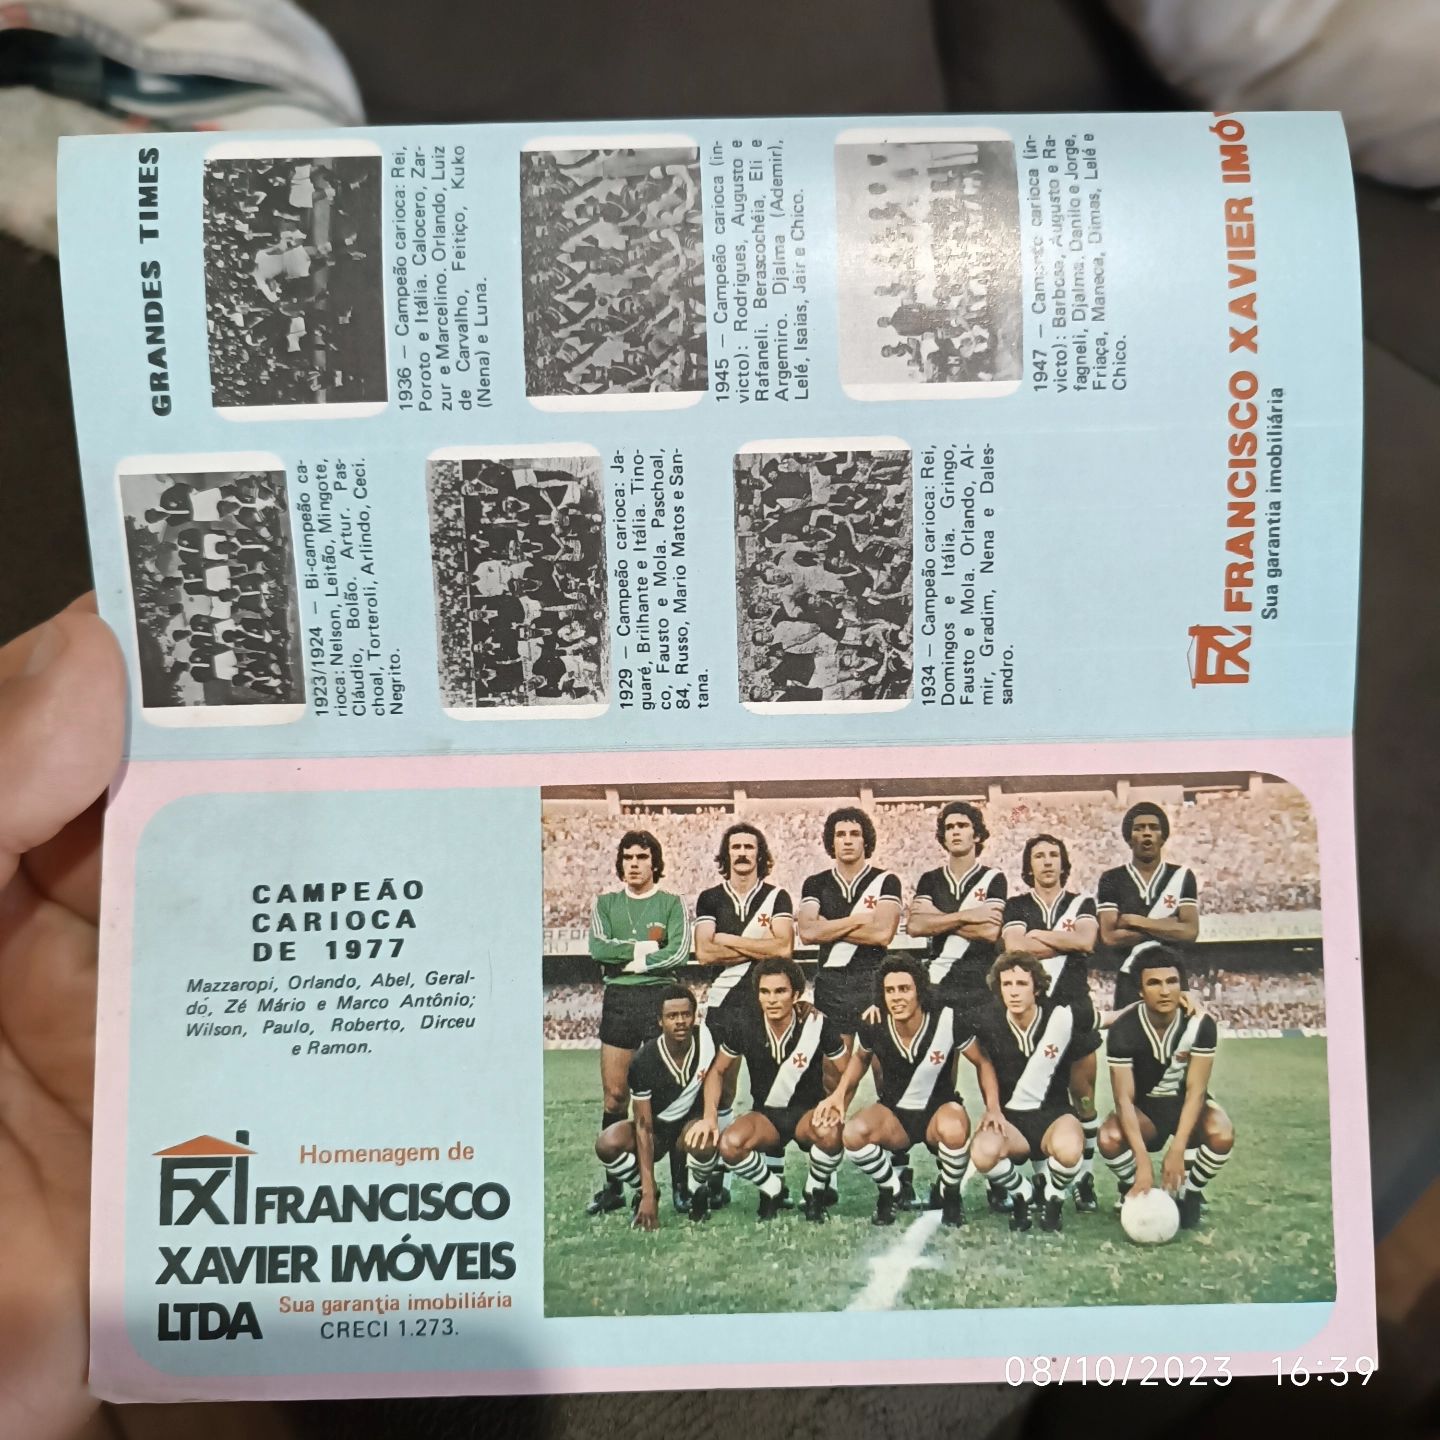 GRANDES TIMES
1923/1924 — Bi-campeão ca-
rioca: Nelson, Leitão, Mingote,
Cláudio, Bolão. Artur. Pas-
choal, Torteroli, Arlindo, Ceci.
Negrito.
1936 — Campeão carioca: Rei,
Poroto e Itália. Calocero, Zar-
zur e Marcelino. Orlando, Luiz
de Carvalho, Feitiço, Kuko
(Nena) e Luna.
1929 — Campeão carioca: Ja-
guaré, Brilhante e Itália. Tino-
co, Fausto e Mola. Paschoal,
84, Russo, Mario Matos e San-
tana.
1945 — Campeão carioca (in-
victo): Rodrigues, Augusto e
Rafaneli. Berascochéia, Eli e
Argemiro. Djalma (Ademir),
Lelé, Isaias, Jair e Chico.
1934 — Campeão carioca: Rei,
Domingos e Itália. Gringo,
Fausto e Mola. Orlando, Al-
mir, Gradim, Nena e Dales-
sandro.
1947 — Campeão carioca (in-
victo): Barbosa, Augusto e Ra-
fagneli, Djalma, Danilo e Jorge,
Friaça, Maneca, Dimas, Lelé e
Chico.
FXI FRANCISCO XAVIER IMÓV
Sua garantia imobiliária
CAMPEÃO
CARIOCA
DE 1977
Mazzaropi, Orlando, Abel, Geral-
dó, Zé Mário e Marco Antônio;
Wilson, Paulo, Roberto, Dirceu
e Ramon.
Homenagem de
FXI FRANCISCO
XAVIER IMÓVEIS
LTDA Sua garantia imobiliária
CRECI 1.273.
08/10/2023 16:39